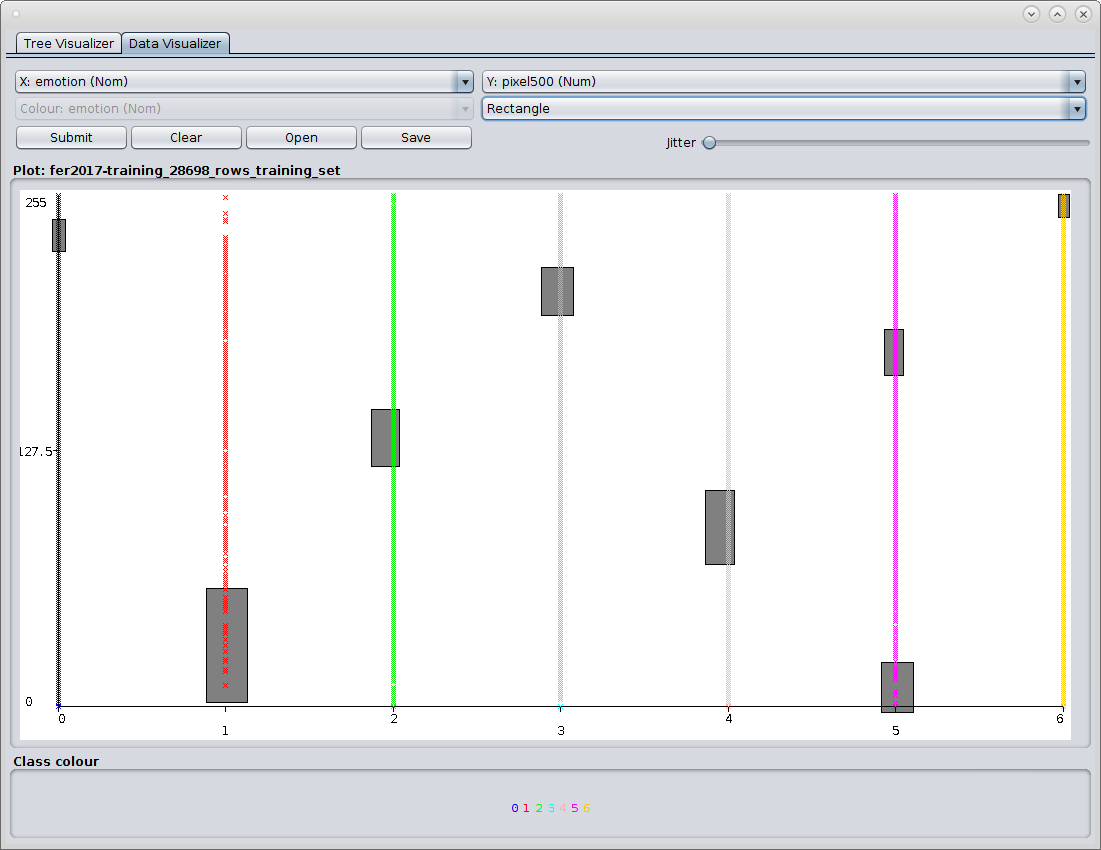 Tree Visualizer Data Visualizer
X: emotion (Nom) Y: pixel500 (Num)
Colour: emotion (Nom) Rectangle
Submit Clear Open Save Jitter
Plot: fer2017-training_28698_rows_training_set
255
127.5
0
0 1 2 3 4 5 6
Class colour
0 1 2 3 4 5 6